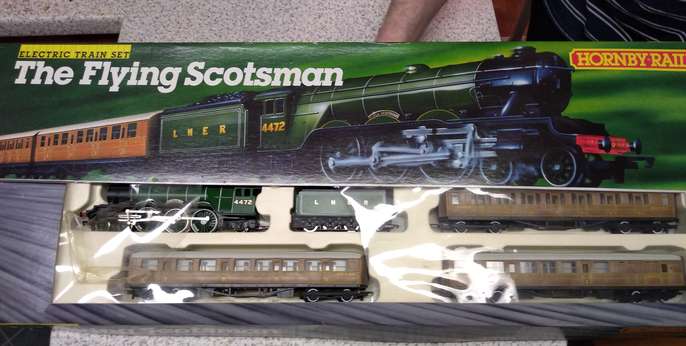 ELECTRIC TRAIN SET
The Flying Scotsman
HORNBY·RAIL
L N E R
4472
4472
L N E R